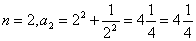 n = 2, a₂ = 2² + 1/2² = 4 1/4 = 4 1/4